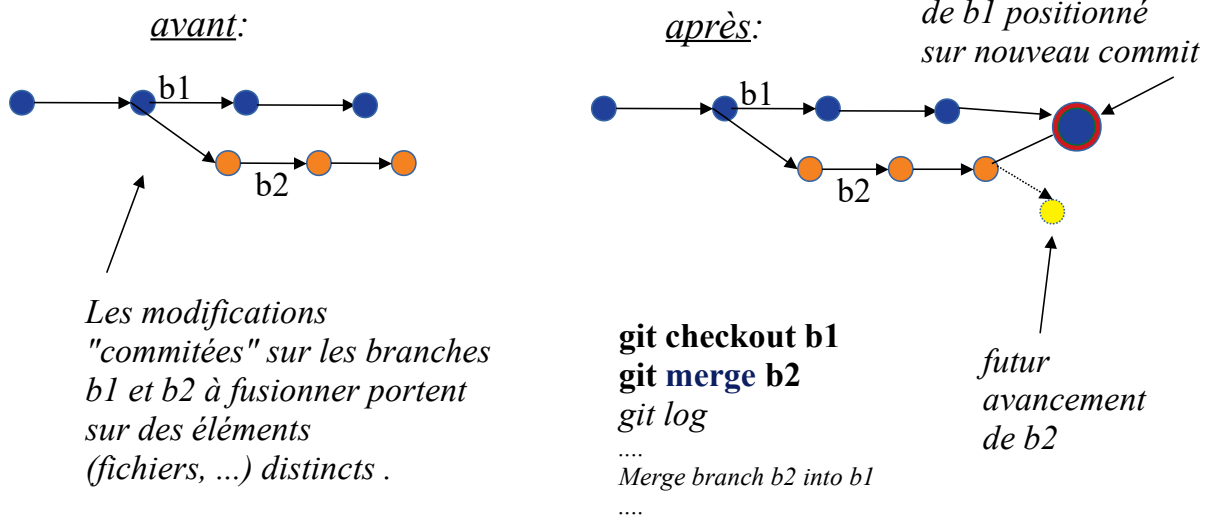 avant:
b1
b2
Les modifications
"commitées" sur les branches
b1 et b2 à fusionner portent
sur des éléments
(fichiers, ...) distincts .
après:
de b1 positionné
sur nouveau commit
b1
b2
git checkout b1
git merge b2
git log
....
Merge branch b2 into b1
....
futur
avancement
de b2